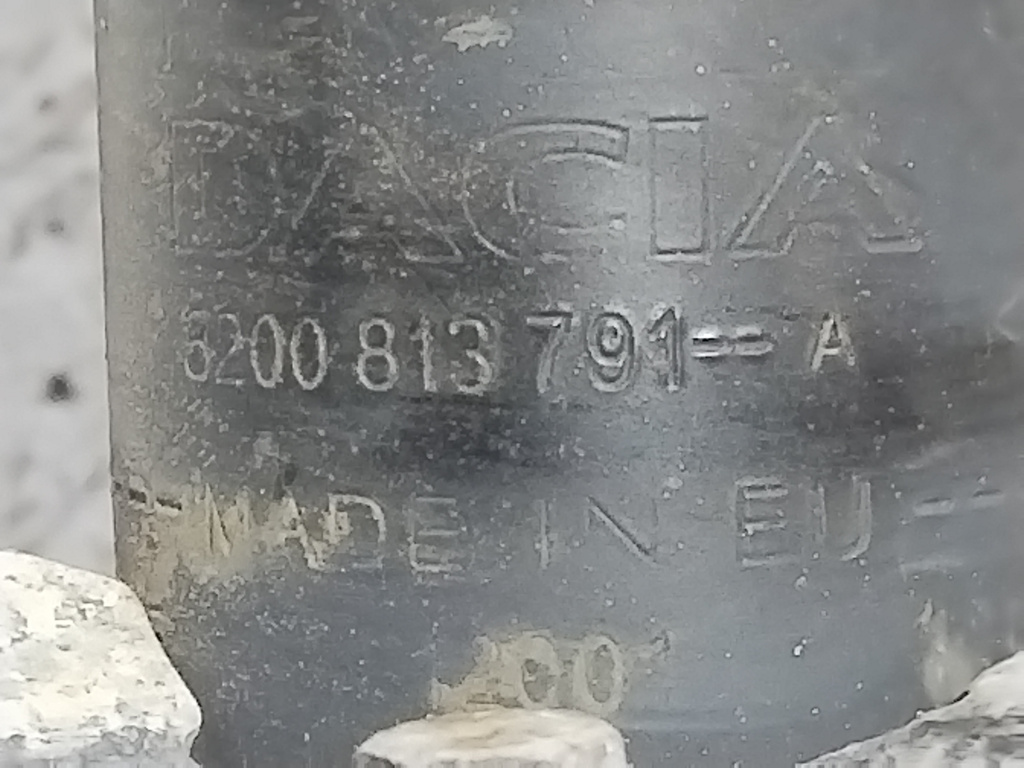 DACIA
8200 813 791-- A
--MADE IN EU--